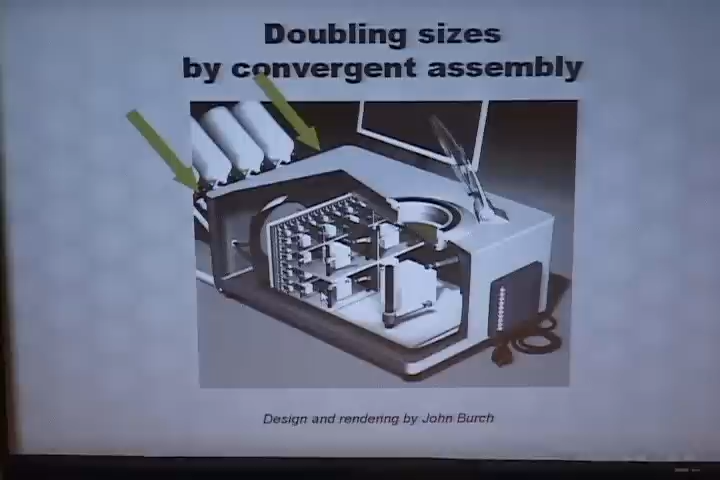 Doubling sizes
by convergent assembly
Design and rendering by John Burch